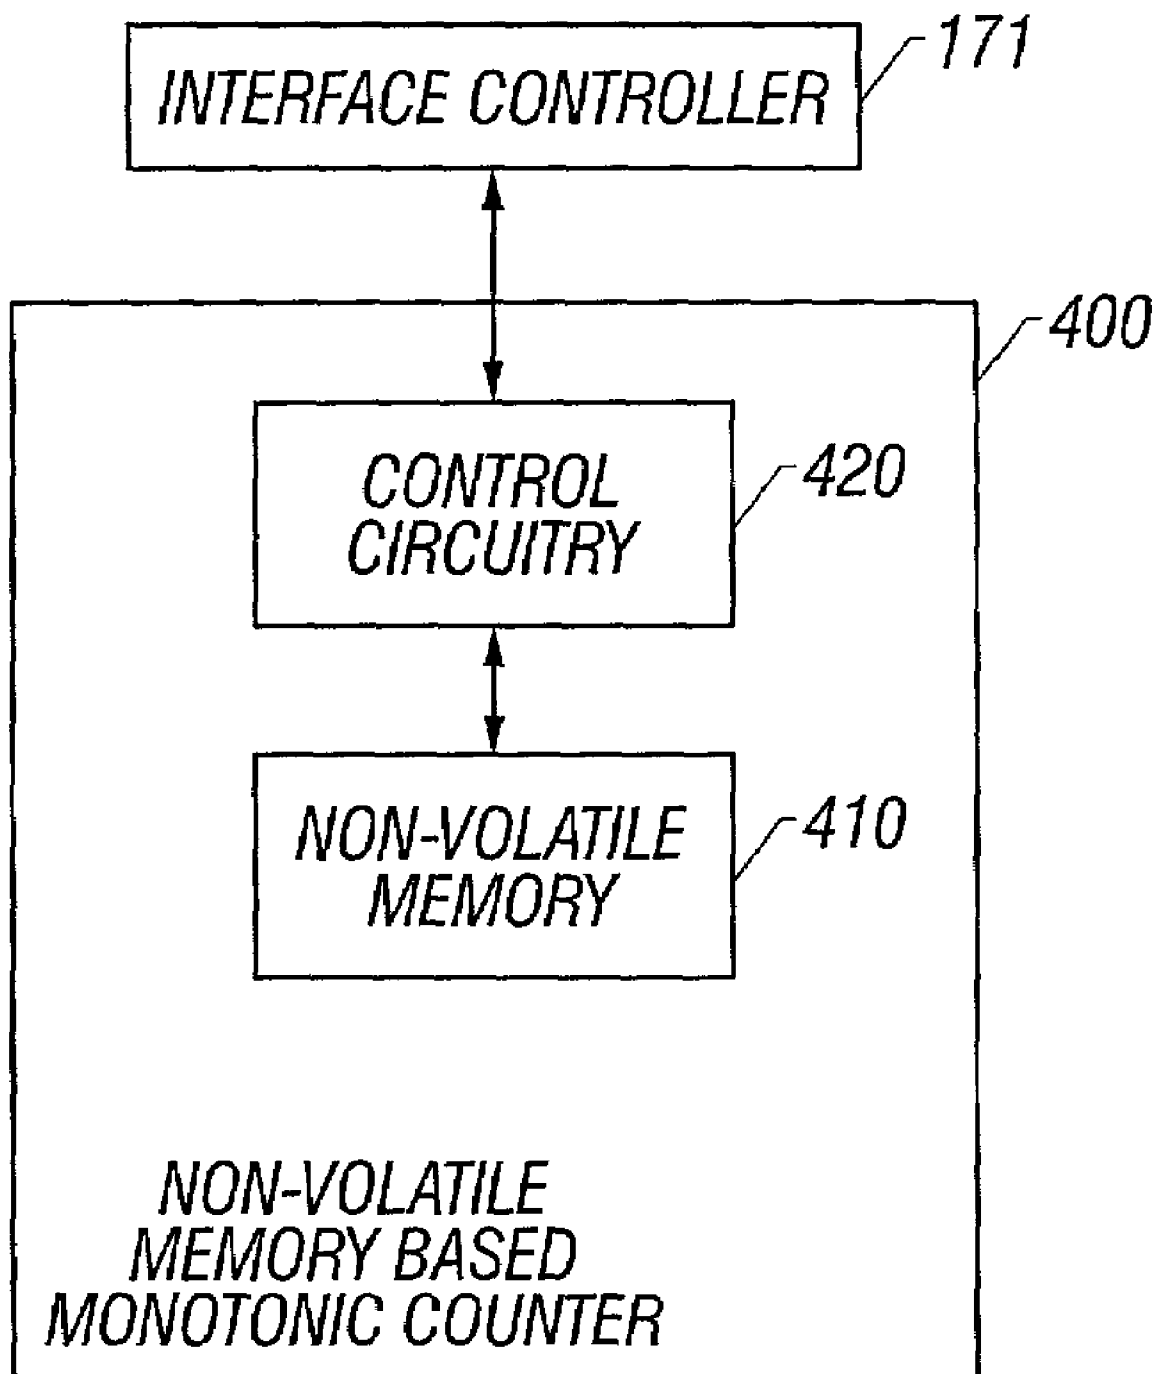 INTERFACE CONTROLLER
171
400
CONTROL
CIRCUITRY
420
NON-VOLATILE
MEMORY
410
NON-VOLATILE
MEMORY BASED
MONOTONIC COUNTER